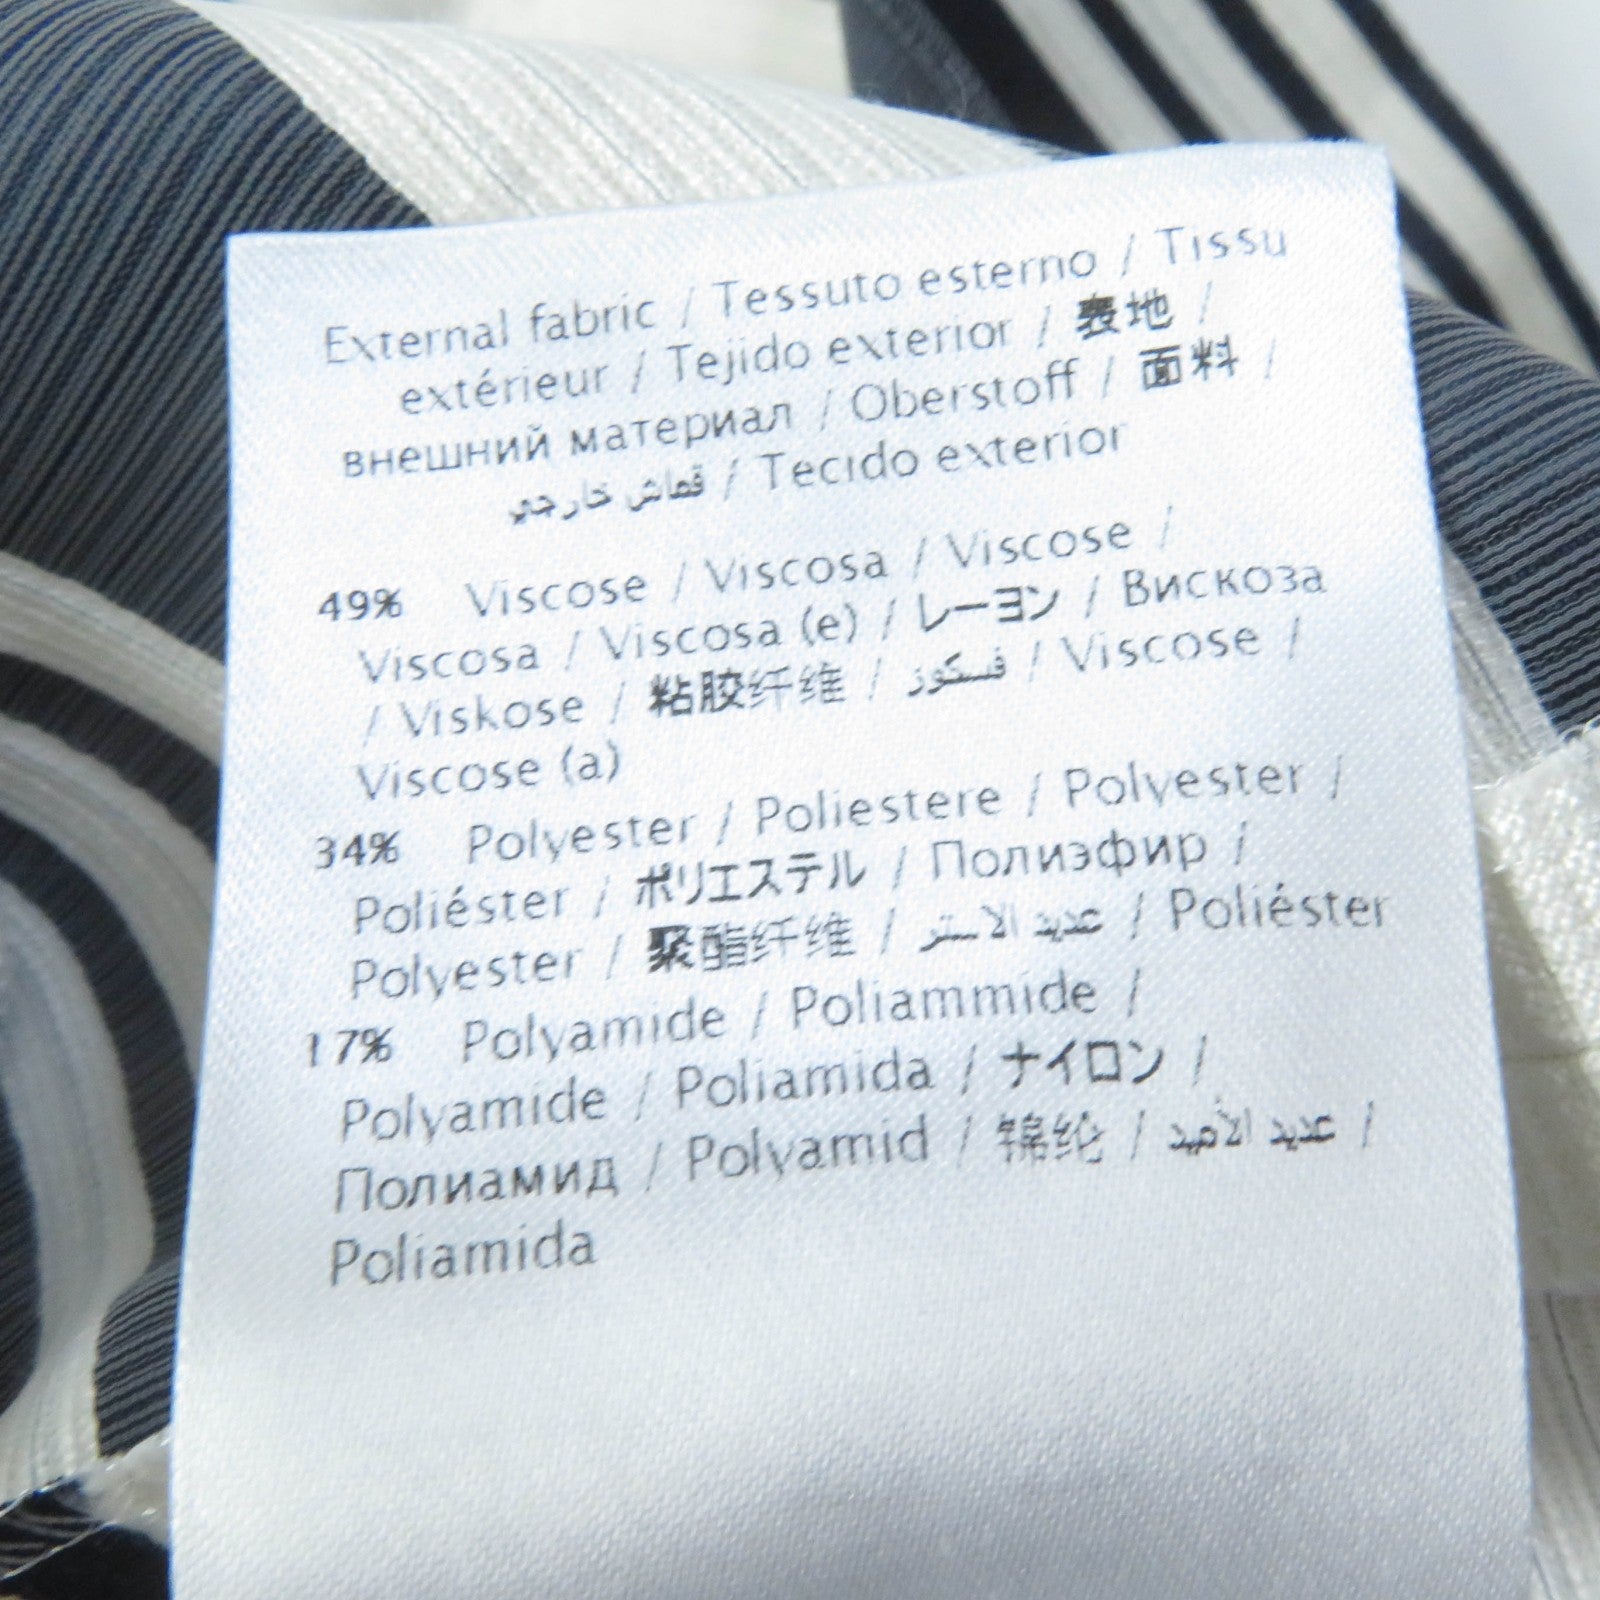 External fabric / Tessuto esterno / Tissu
extérieur / Tejido exterior / 表地 /
внешний материал / Oberstoff / 面料 /
قماش خارجي / Tecido exterior
49% Viscose / Viscosa / Viscose /
Viscosa / Viscosa (e) / レーヨン / Вискоза
/ Viskose / 粘胶纤维 / فسكوز / Viscose /
Viscose (a)
34% Polyester / Poliestere / Polyester /
Poliéster / ポリエステル / Полиэфир /
Polyester / 聚酯纤维 / عديد الاستر / Poliéster
17% Polyamide / Poliammide /
Polyamide / Poliamida / ナイロン /
Полиамид / Polyamid / 锦纶 / عديد الأميد /
Poliamida